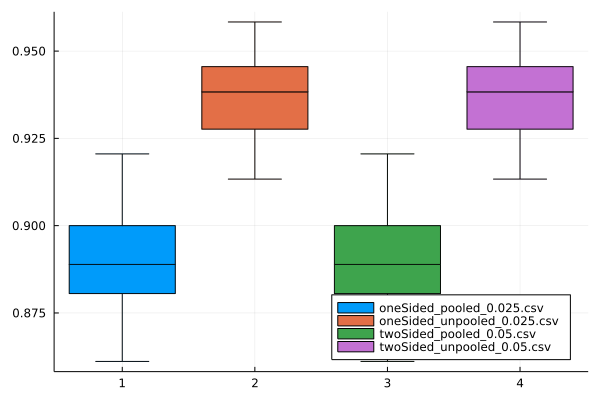 0.950
0.925
0.900
0.875
1 2 3 4
oneSided_pooled_0.025.csv
oneSided_unpooled_0.025.csv
twoSided_pooled_0.05.csv
twoSided_unpooled_0.05.csv